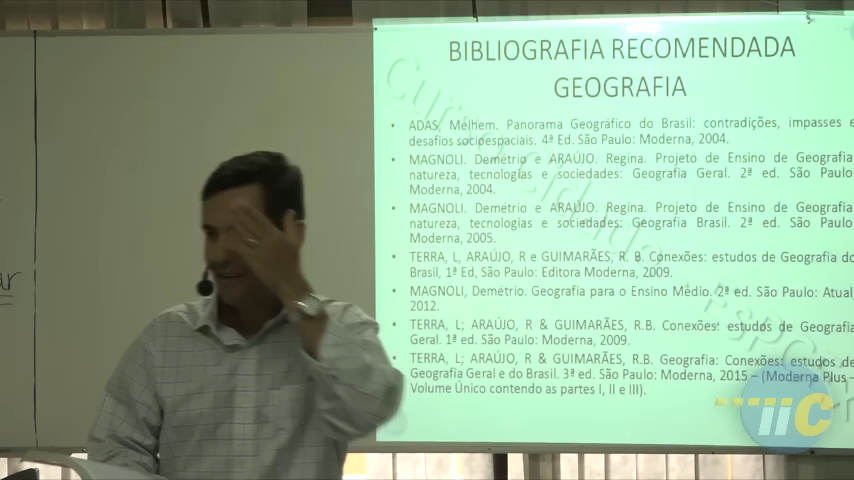 BIBLIOGRAFIA RECOMENDADA
GEOGRAFIA
• ADAS, Melhem. Panorama Geográfico do Brasil: contradições, impasses e
desafios socioespaciais. 4ª Ed. São Paulo: Moderna, 2004.
• MAGNOLI. Demétrio e ARAÚJO. Regina. Projeto de Ensino de Geografia
natureza, tecnologias e sociedades: Geografia Geral. 2ª ed. São Paulo
Moderna, 2004.
• MAGNOLI. Demétrio e ARAÚJO. Regina. Projeto de Ensino de Geografia
natureza, tecnologias e sociedades: Geografia Brasil. 2ª ed. São Paulo
Moderna, 2005.
• TERRA, L, ARAÚJO, R e GUIMARÃES, R. B. Conexões: estudos de Geografia do
Brasil, 1ª Ed, São Paulo: Editora Moderna, 2009.
• MAGNOLI, Demétrio. Geografia para o Ensino Médio. 2ª ed. São Paulo: Atual,
2012.
• TERRA, L; ARAÚJO, R & GUIMARÃES, R.B. Conexões: estudos de Geografia
Geral. 1ª ed. São Paulo: Moderna, 2009.
• TERRA, L; ARAÚJO, R & GUIMARÃES, R.B. Geografia: Conexões: estudos de
Geografia Geral e do Brasil. 3ª ed. São Paulo: Moderna, 2015 – (Moderna Plus –
Volume Único contendo as partes I, II e III).
iiC